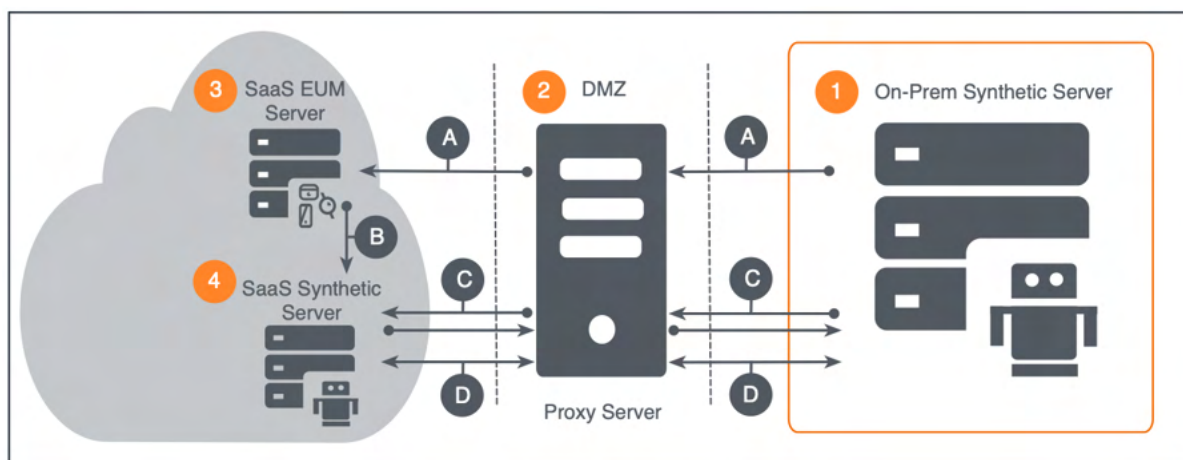 3 SaaS EUM
Server
2 DMZ
1 On-Prem Synthetic Server
A
A
B
4 SaaS Synthetic
Server
C
C
D
D
Proxy Server